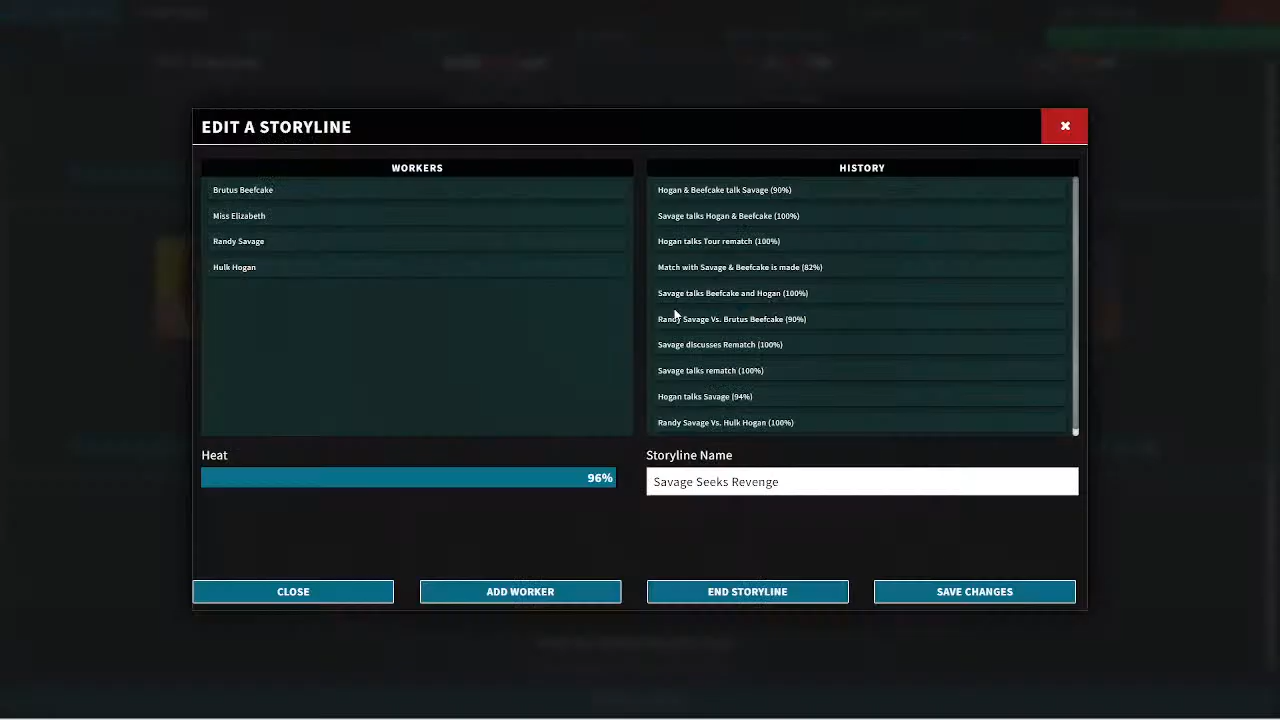 EDIT A STORYLINE
WORKERS
Brutus Beefcake
Miss Elizabeth
Randy Savage
Hulk Hogan
HISTORY
Hogan & Beefcake talk Savage (90%)
Savage talks Hogan & Beefcake (100%)
Hogan talks Tour rematch (100%)
Match with Savage & Beefcake is made (82%)
Savage talks Beefcake and Hogan (100%)
Randy Savage Vs. Brutus Beefcake (90%)
Savage discusses Rematch (100%)
Savage talks rematch (100%)
Hogan talks Savage (94%)
Randy Savage Vs. Hulk Hogan (100%)
Heat
96%
Storyline Name
Savage Seeks Revenge
CLOSE
ADD WORKER
END STORYLINE
SAVE CHANGES